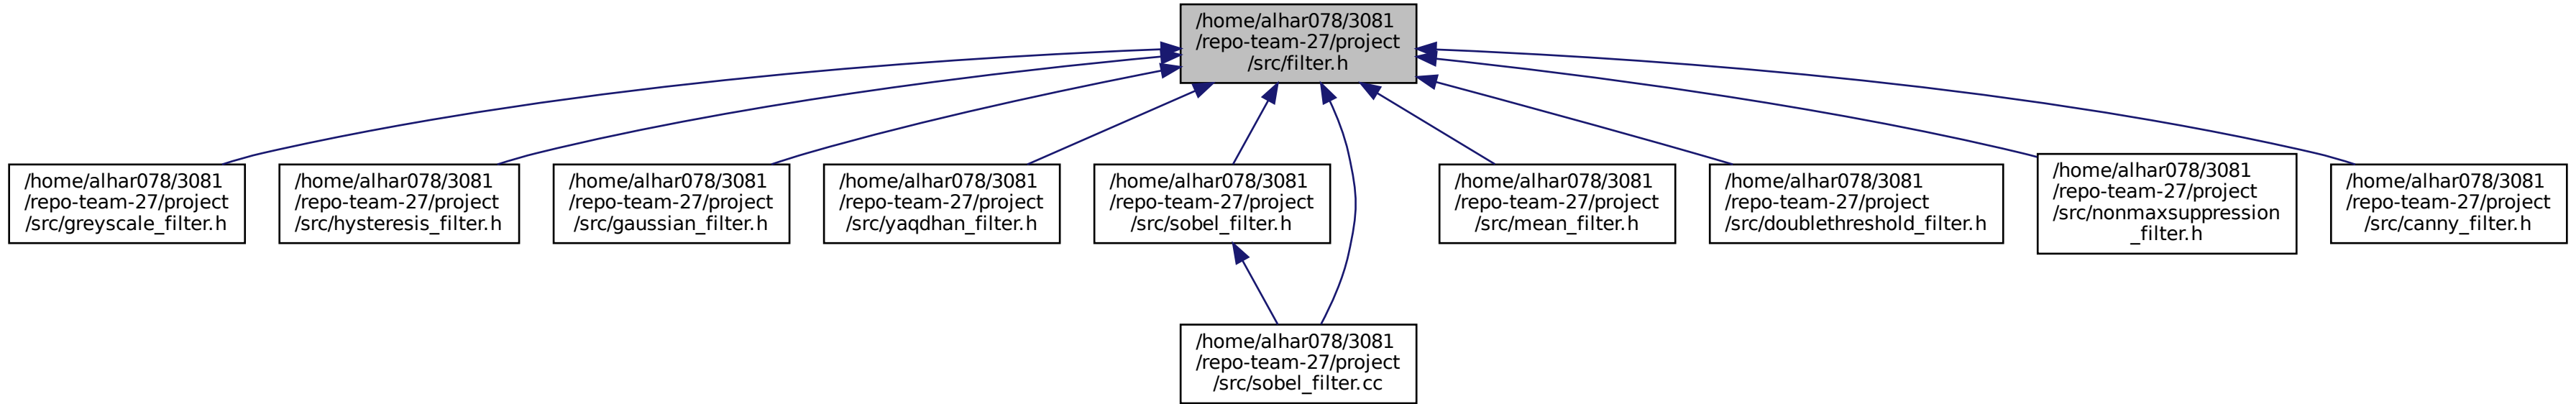 /home/alhar078/3081
/repo-team-27/project
/src/filter.h
/home/alhar078/3081
/repo-team-27/project
/src/greyscale_filter.h
/home/alhar078/3081
/repo-team-27/project
/src/hysteresis_filter.h
/home/alhar078/3081
/repo-team-27/project
/src/gaussian_filter.h
/home/alhar078/3081
/repo-team-27/project
/src/yaqdhan_filter.h
/home/alhar078/3081
/repo-team-27/project
/src/sobel_filter.h
/home/alhar078/3081
/repo-team-27/project
/src/mean_filter.h
/home/alhar078/3081
/repo-team-27/project
/src/doublethreshold_filter.h
/home/alhar078/3081
/repo-team-27/project
/src/nonmaxsuppression
_filter.h
/home/alhar078/3081
/repo-team-27/project
/src/canny_filter.h
/home/alhar078/3081
/repo-team-27/project
/src/sobel_filter.cc